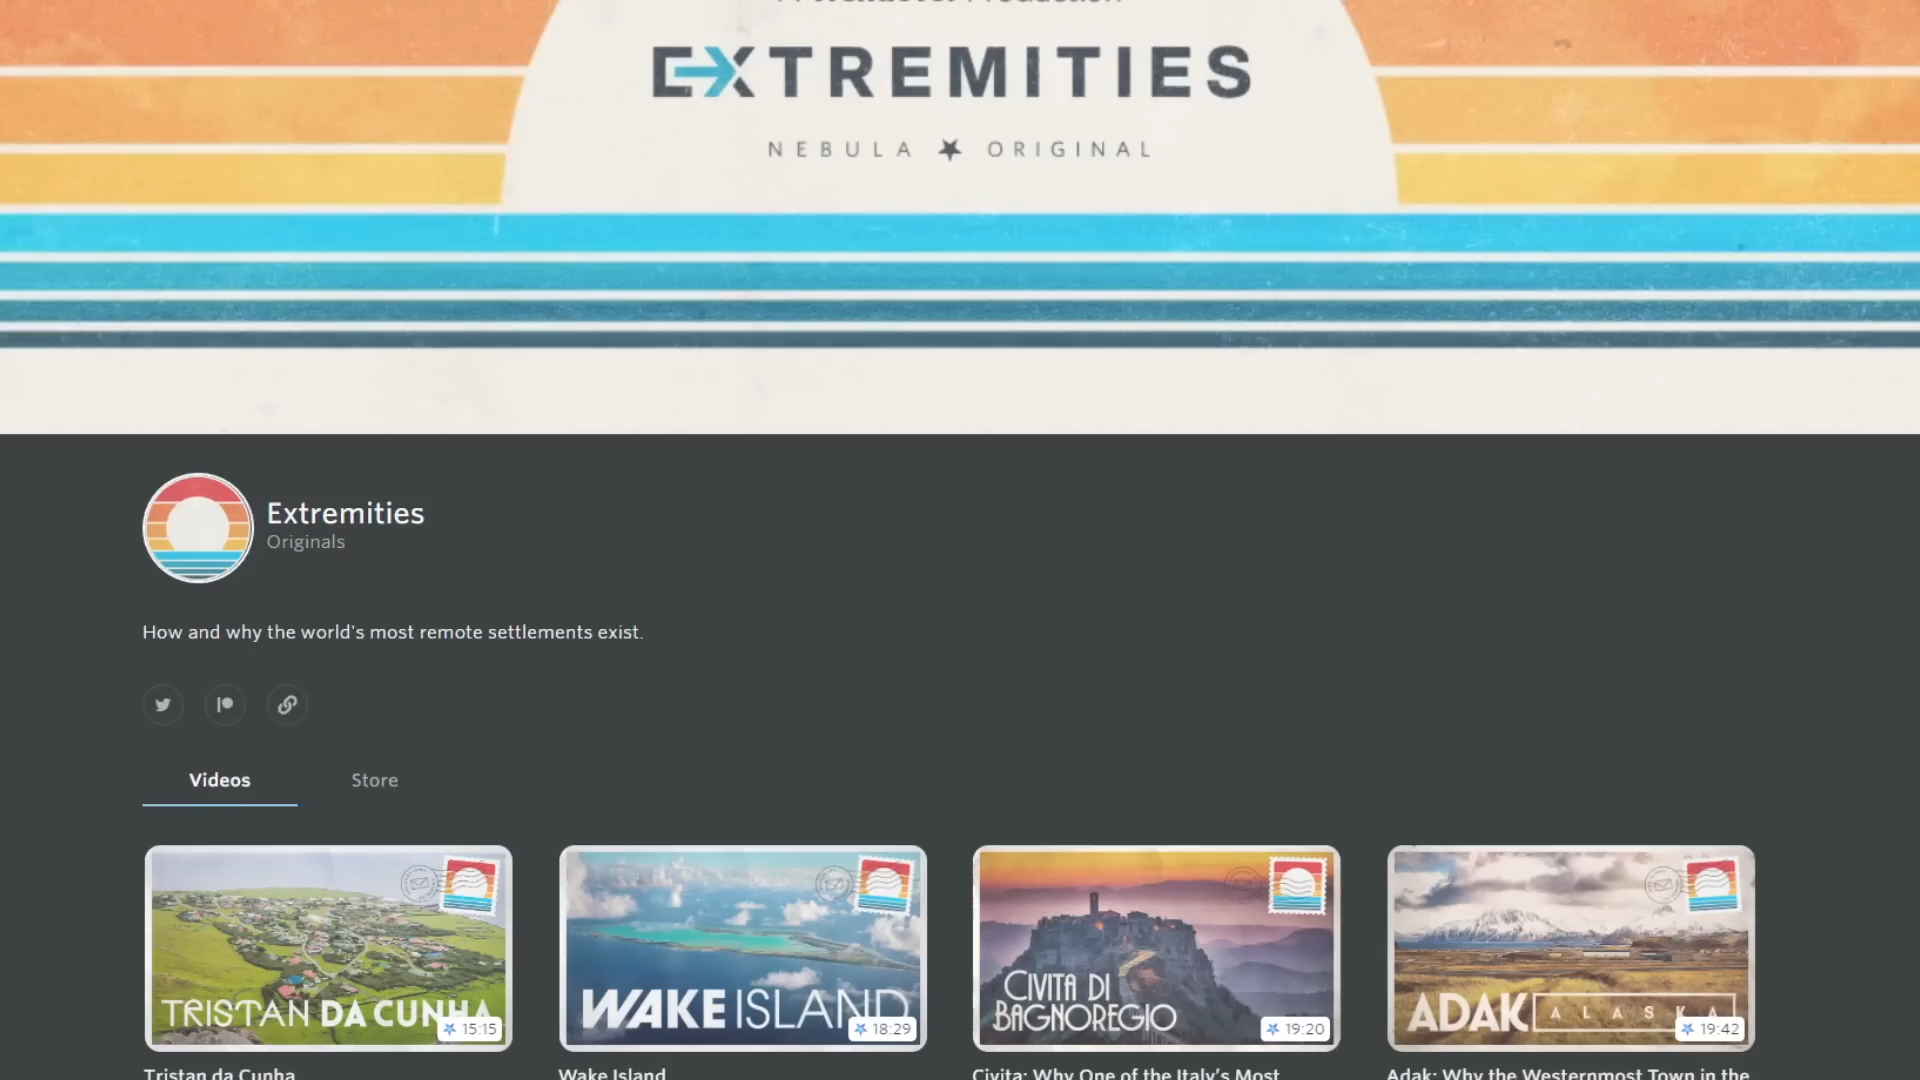 EXTREMITIES
NEBULA ORIGINAL
Extremities
Originals
How and why the world's most remote settlements exist.
Videos
Store
TRISTAN DA CUNHA
15:15
WAKE ISLAND
18:29
CIVITA DI
BAGNOREGIO
19:20
ADAK ALASKA
19:42
Tristan da Cunha
Wake Island
Civita: Why One of the Italy's Most
Adak: Why the Westernmost Town in the